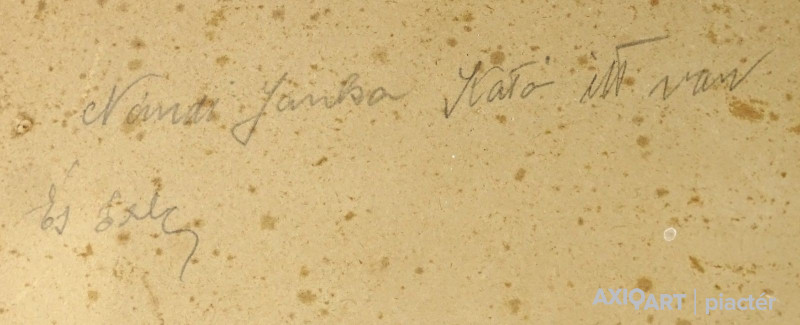 Nándi Janka Kató itt van
És
AXIOART | piactér